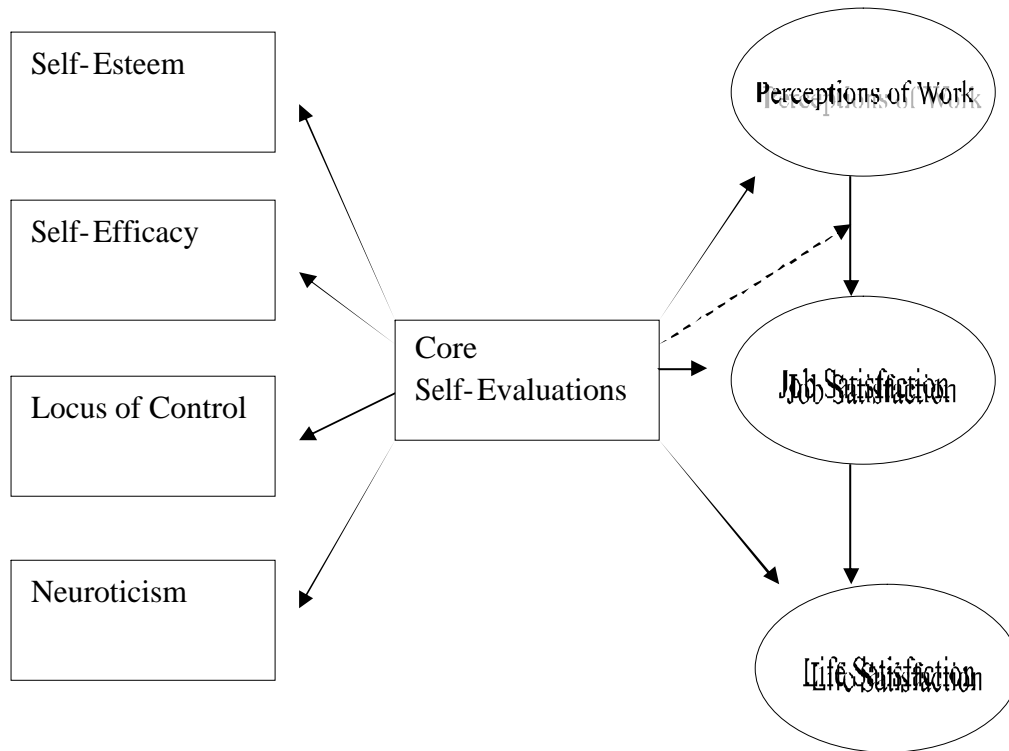 Self-Esteem
Self-Efficacy
Locus of Control
Neuroticism
Core
Self-Evaluations
Perceptions of Work
Job Satisfaction
Life Satisfaction